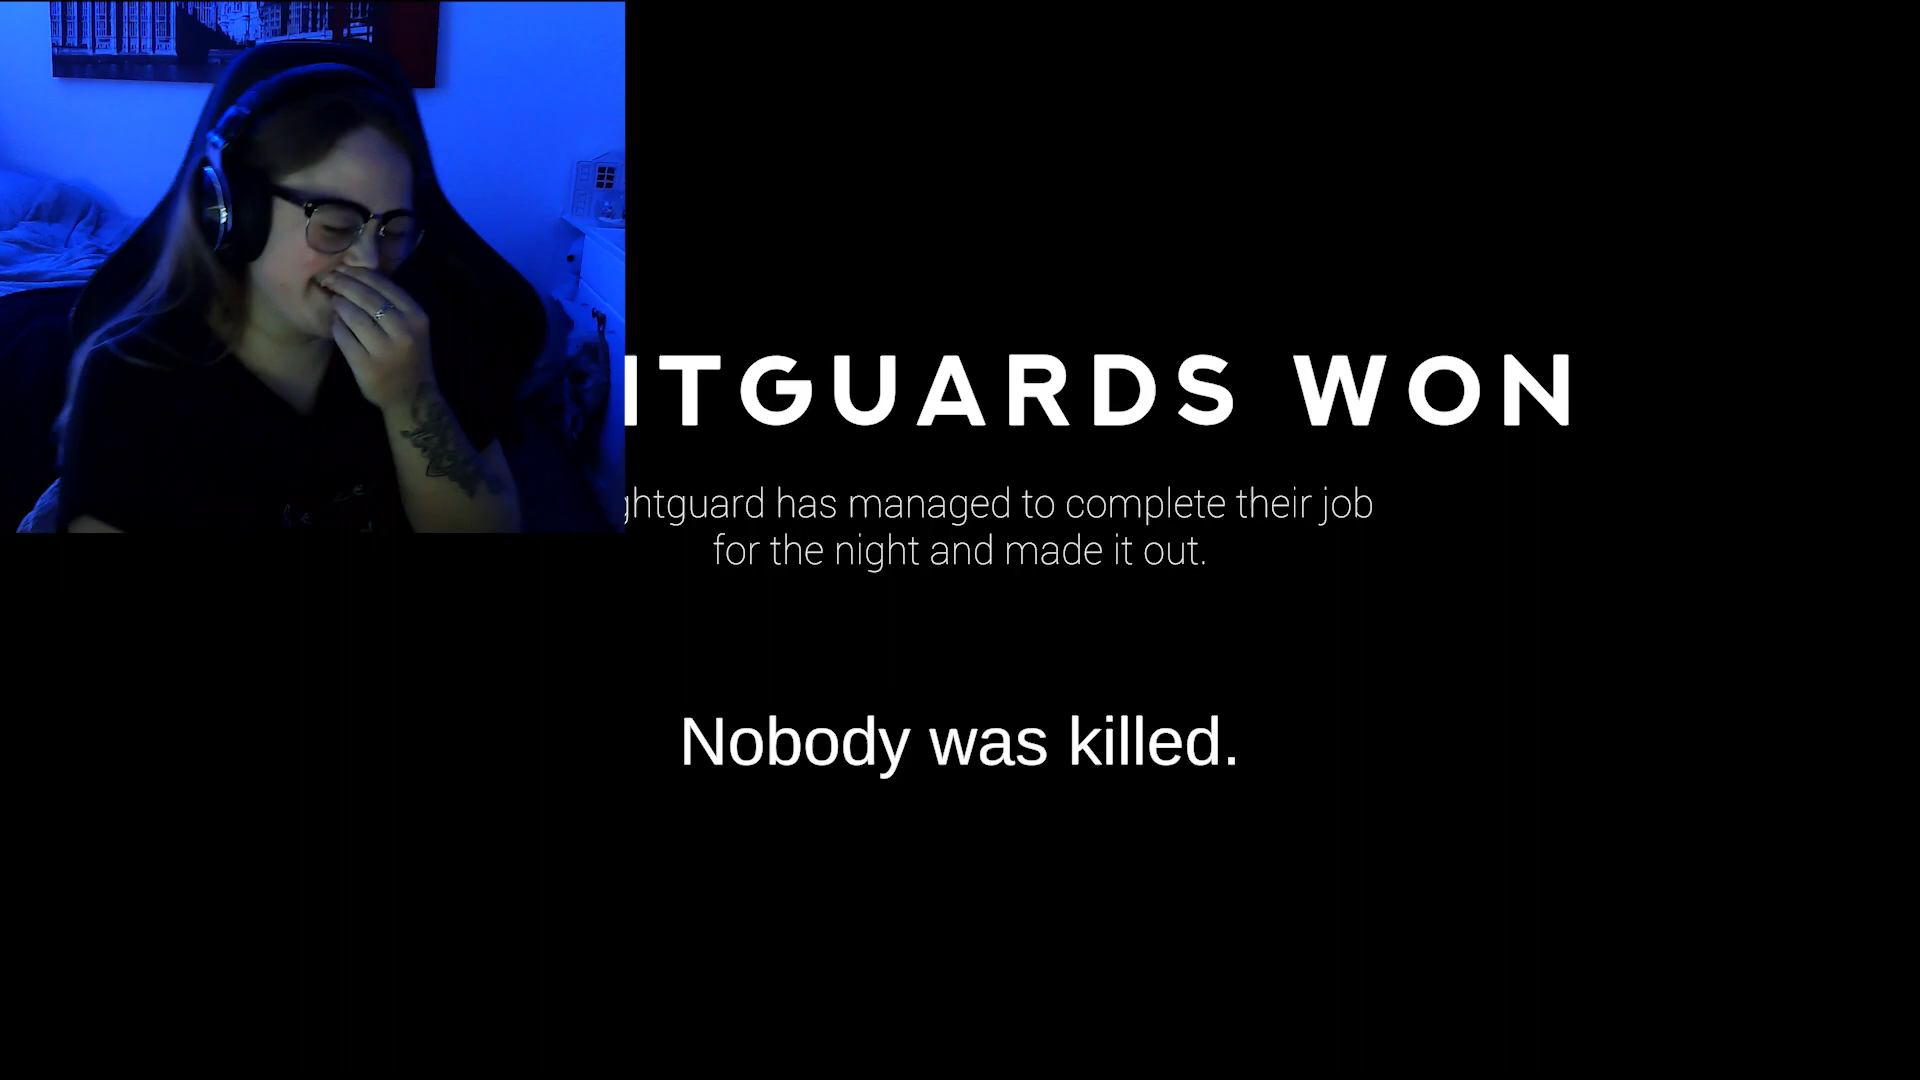 ITGUARDS WON
ghtguard has managed to complete their job
for the night and made it out.
Nobody was killed.